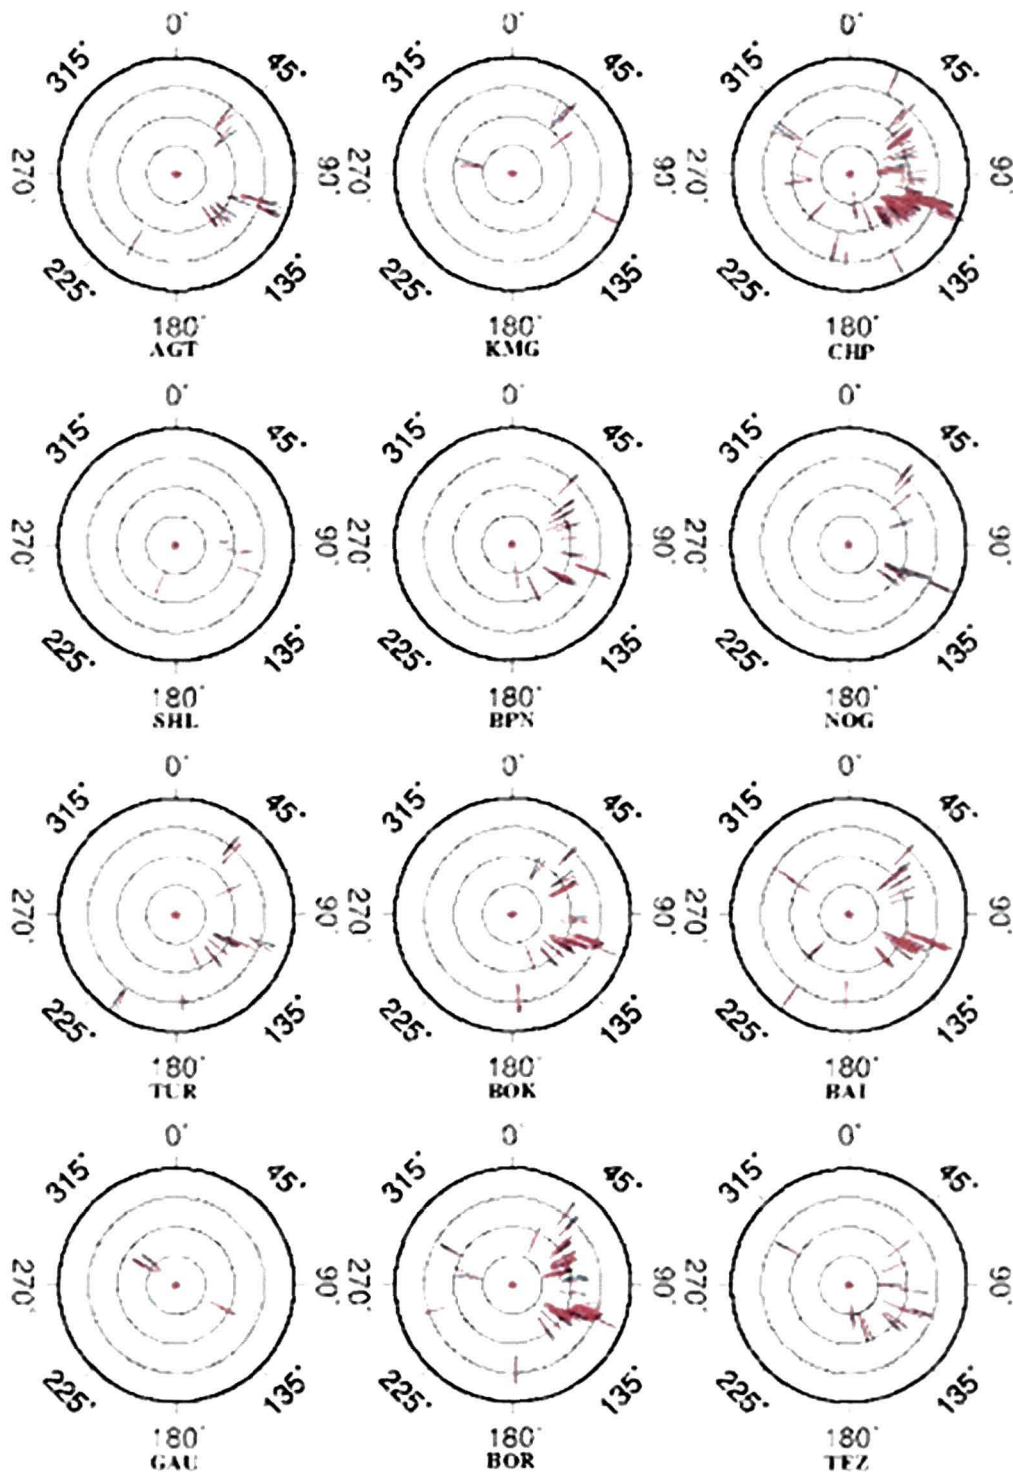 0° 0° 0°
315° 45° 315° 45° 315° 45°
270° 90° 270° 90° 270° 90°
225° 135° 225° 135° 225° 135°
180° 180° 180°
AGT KMG CHP
0° 0° 0°
315° 45° 315° 45° 315° 45°
270° 90° 270° 90° 270° 90°
225° 135° 225° 135° 225° 135°
180° 180° 180°
SHL BPN NOG
0° 0° 0°
315° 45° 315° 45° 315° 45°
270° 90° 270° 90° 270° 90°
225° 135° 225° 135° 225° 135°
180° 180° 180°
TUR BOK BAI
0° 0° 0°
315° 45° 315° 45° 315° 45°
270° 90° 270° 90° 270° 90°
225° 135° 225° 135° 225° 135°
180° 180° 180°
GAU BOR TEZ